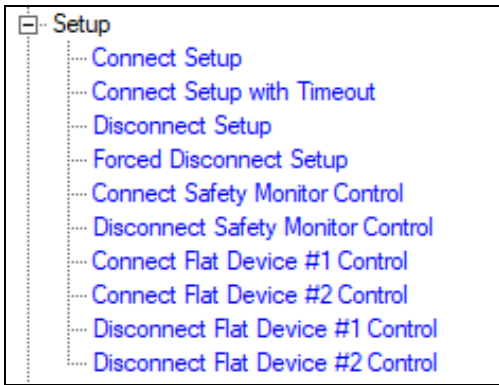 Setup
Connect Setup
Connect Setup with Timeout
Disconnect Setup
Forced Disconnect Setup
Connect Safety Monitor Control
Disconnect Safety Monitor Control
Connect Flat Device #1 Control
Connect Flat Device #2 Control
Disconnect Flat Device #1 Control
Disconnect Flat Device #2 Control